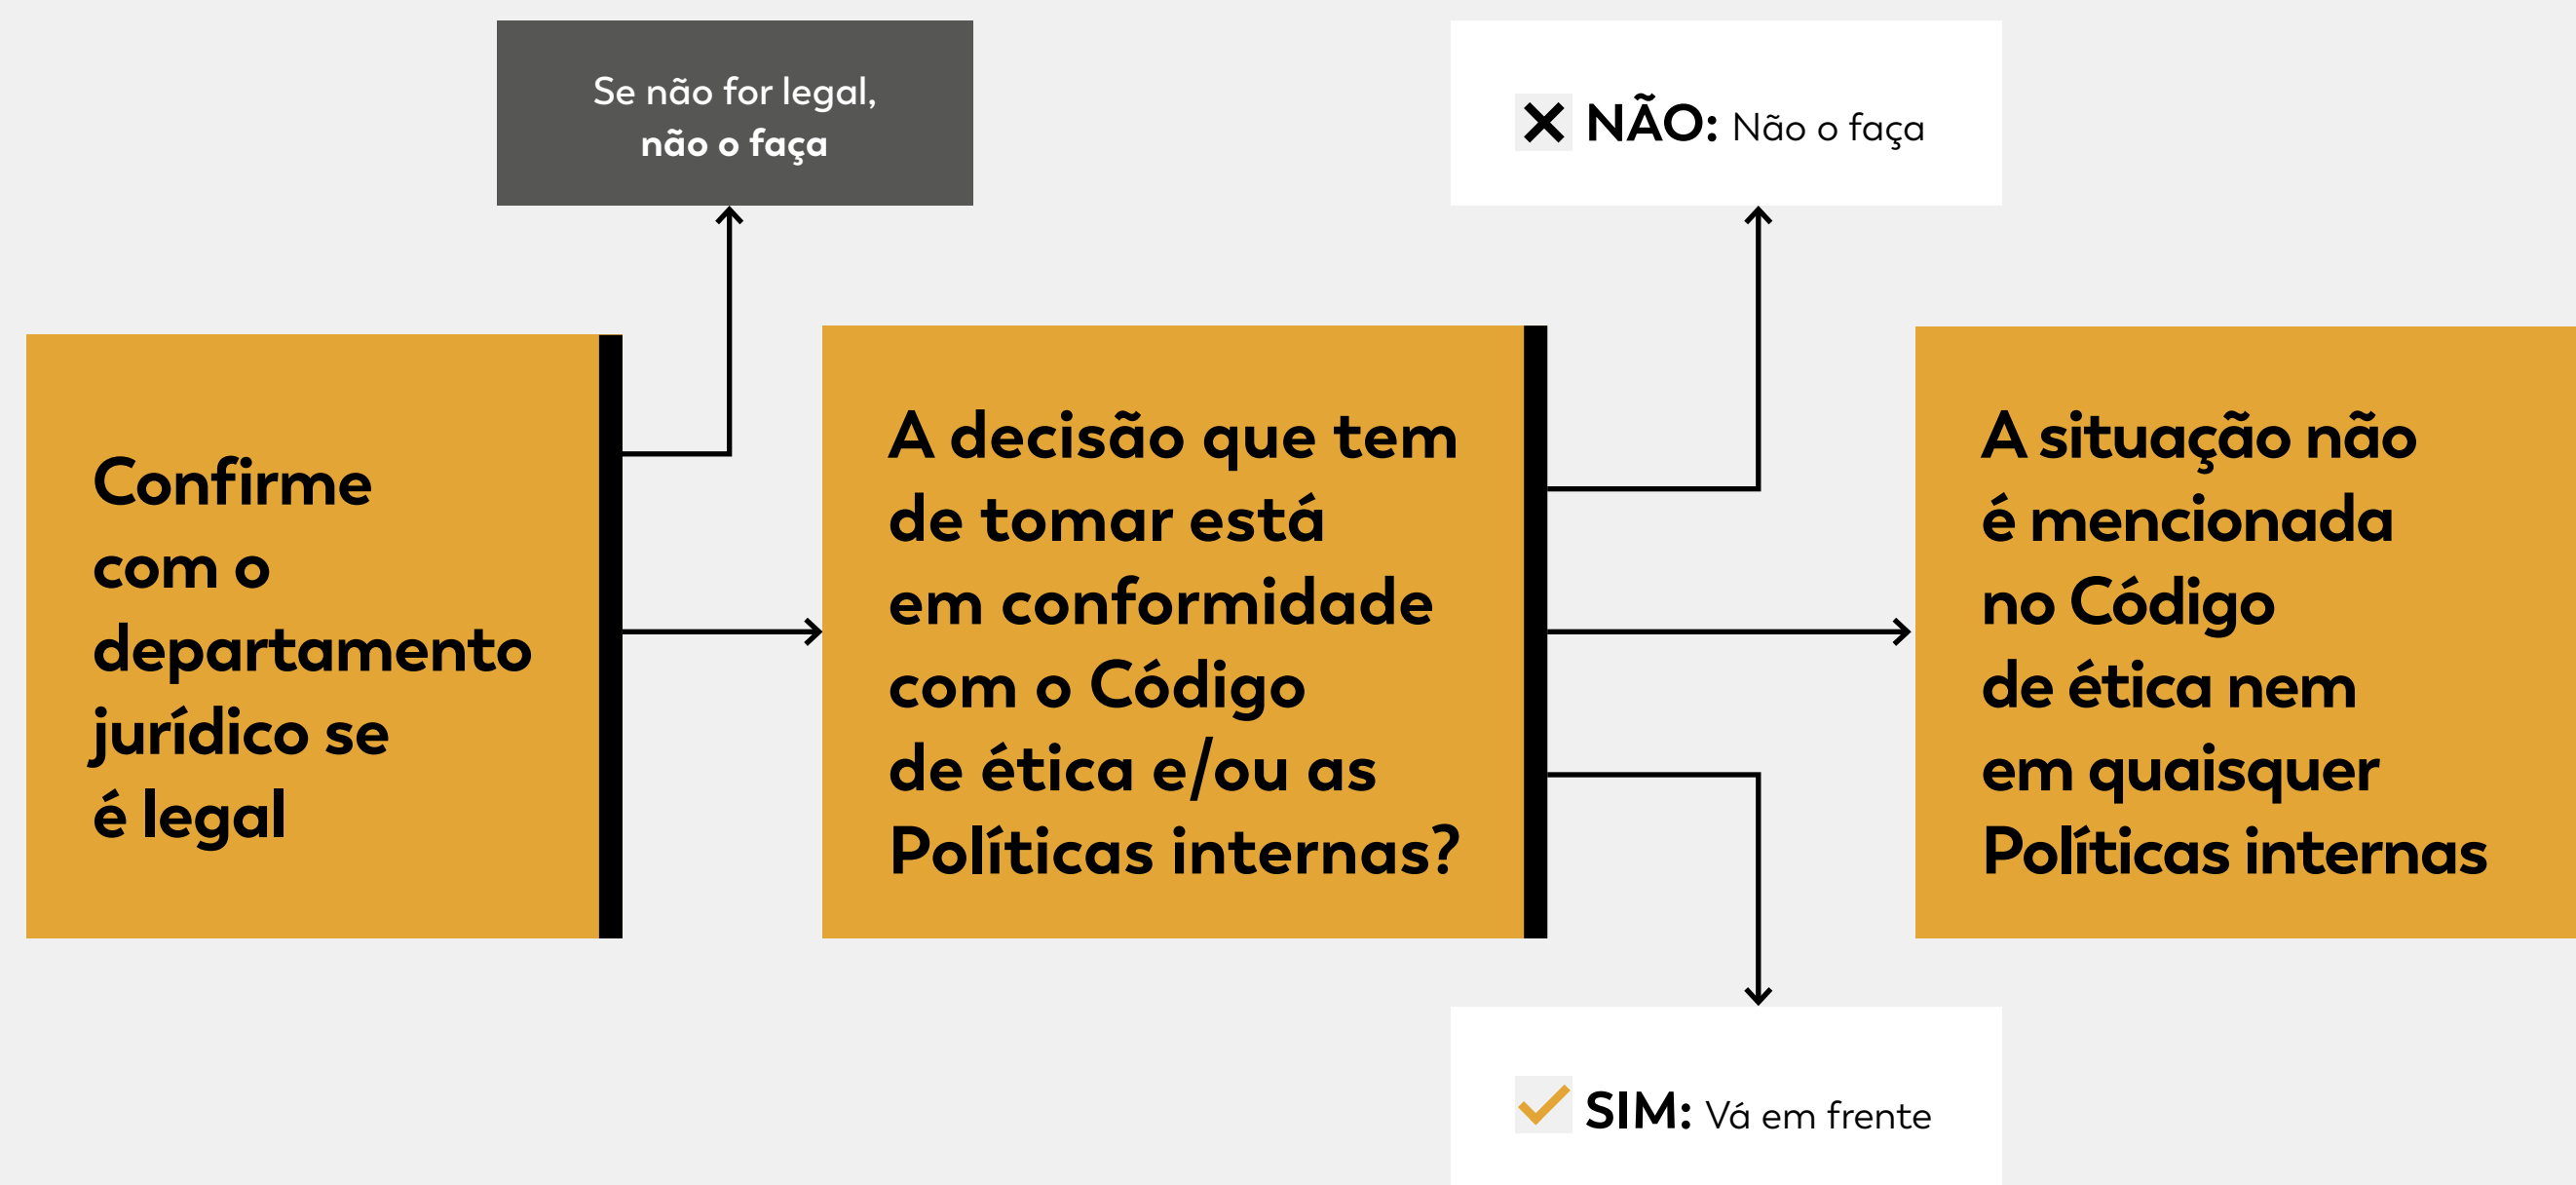 Se não for legal,
não o faça
NÃO: Não o faça
Confirme
com o
departamento
jurídico se
é legal
A decisão que tem
de tomar está
em conformidade
com o Código
de ética e/ou as
Políticas internas?
A situação não
é mencionada
no Código
de ética nem
em quaisquer
Políticas internas
SIM: Vá em frente